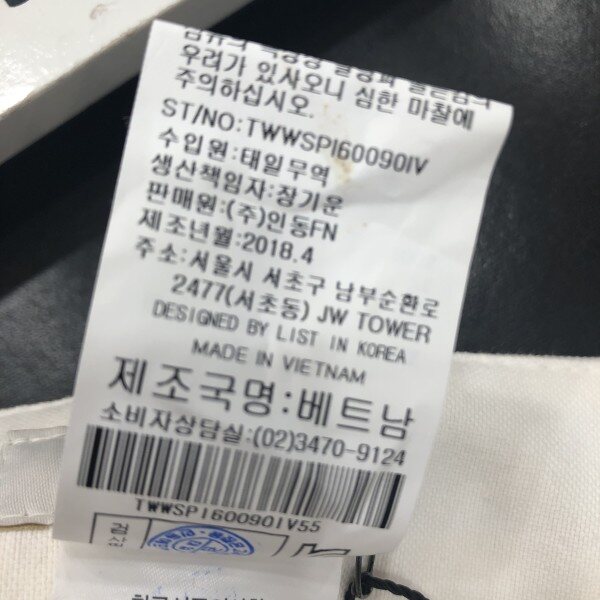 우려가 있사오니 심한 마찰에
주의하십시오.
ST/NO:TWWSPI60090IV
수입원:태일무역
생산책임자:장기운
판매원:(주)인동FN
제조년월:2018.4
주소:서울시 서초구 남부순환로
2477(서초동) JW TOWER
DESIGNED BY LIST IN KOREA
MADE IN VIETNAM
제조국명:베트남
소비자상담실:(02)3470-9124
TWWSPI60090IV55